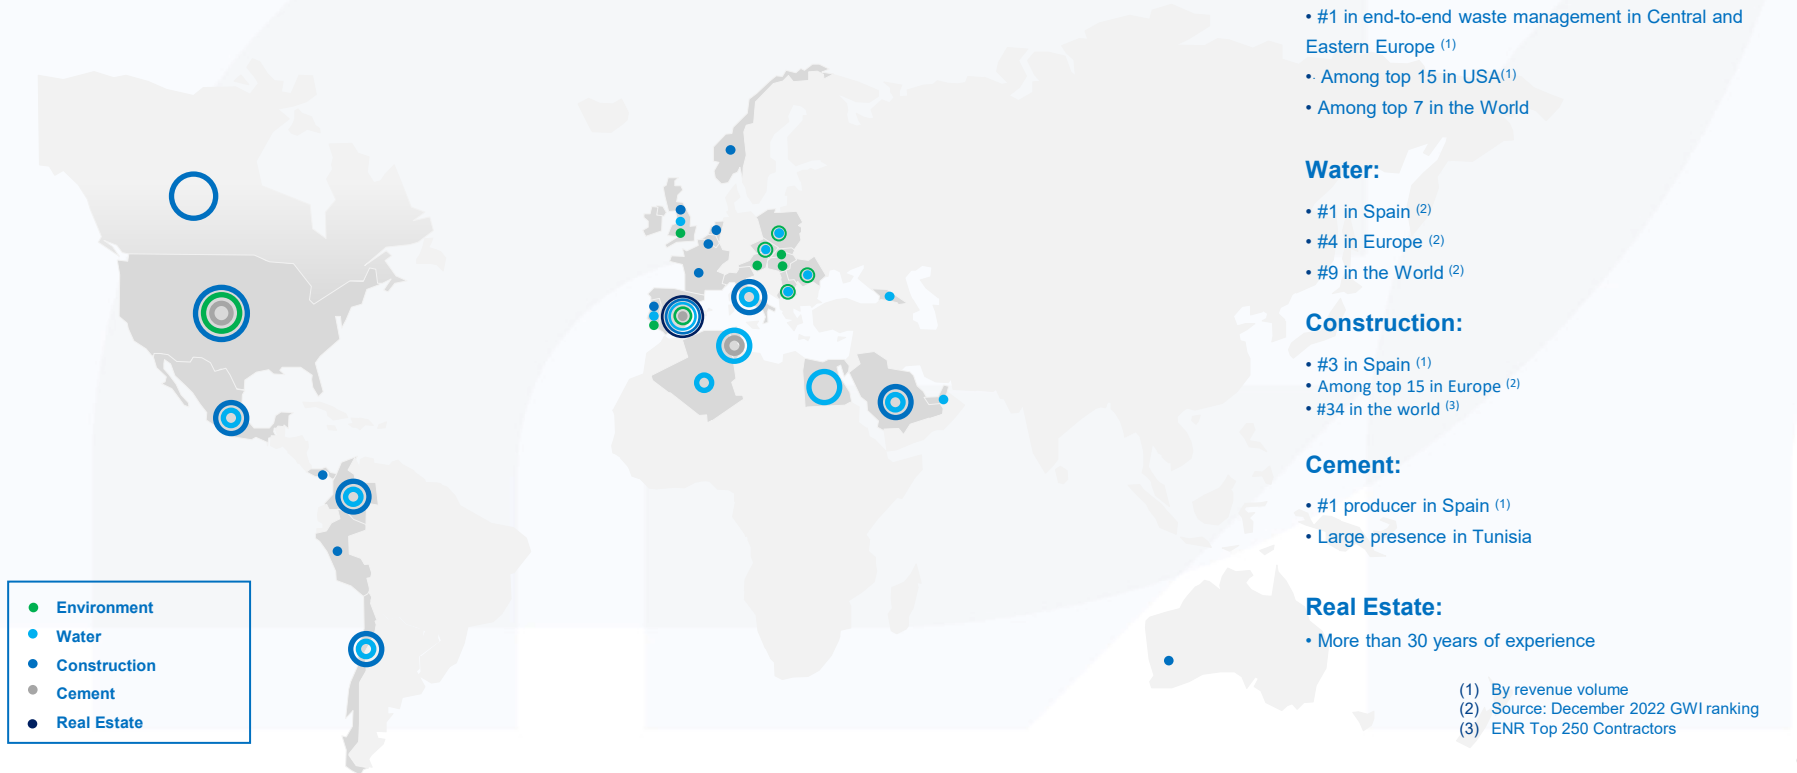 • #1 in end-to-end waste management in Central and
Eastern Europe (1)
•. Among top 15 in USA(1)
• Among top 7 in the World
Water:
• #1 in Spain (2)
• #4 in Europe (2)
• #9 in the World (2)
Construction:
• #3 in Spain (1)
• Among top 15 in Europe (2)
• #34 in the world (3)
Cement:
• #1 producer in Spain (1)
• Large presence in Tunisia
Real Estate:
• More than 30 years of experience
(1) By revenue volume
(2) Source: December 2022 GWI ranking
(3) ENR Top 250 Contractors
Environment
Water
Construction
Cement
Real Estate